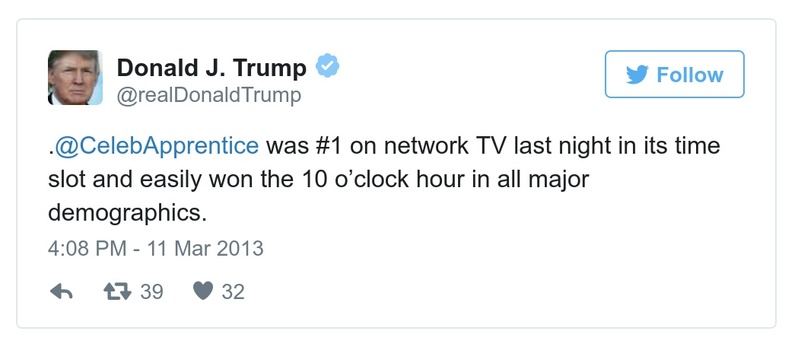 Donald J. Trump
@realDonaldTrump
Follow
.@CelebApprentice was #1 on network TV last night in its time
slot and easily won the 10 o’clock hour in all major
demographics.
4:08 PM - 11 Mar 2013
39 32